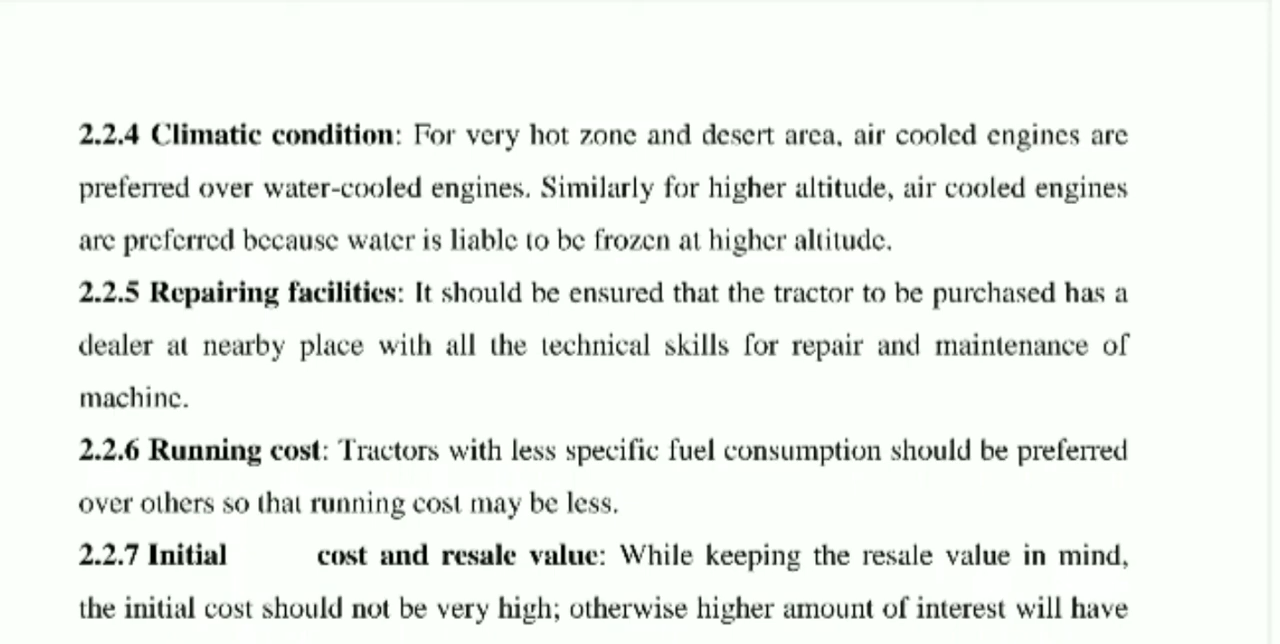 2.2.4 Climatic condition: For very hot zone and desert area, air cooled engines are
preferred over water-cooled engines. Similarly for higher altitude, air cooled engines
are preferred because water is liable to be frozen at higher altitude.
2.2.5 Repairing facilities: It should be ensured that the tractor to be purchased has a
dealer at nearby place with all the technical skills for repair and maintenance of
machine.
2.2.6 Running cost: Tractors with less specific fuel consumption should be preferred
over others so that running cost may be less.
2.2.7 Initial cost and resale value: While keeping the resale value in mind,
the initial cost should not be very high; otherwise higher amount of interest will have